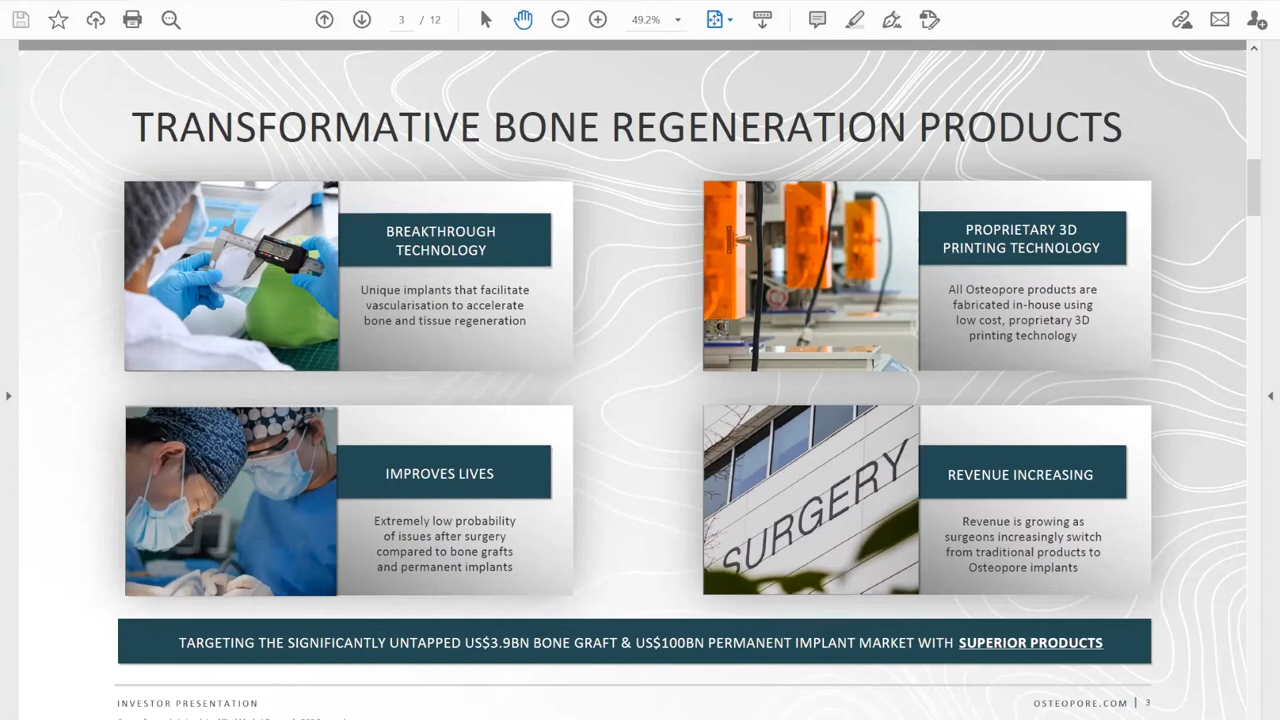 3 / 12
49.2%
TRANSFORMATIVE BONE REGENERATION PRODUCTS
BREAKTHROUGH
TECHNOLOGY
Unique implants that facilitate
vascularisation to accelerate
bone and tissue regeneration
PROPRIETARY 3D
PRINTING TECHNOLOGY
All Osteopore products are
fabricated in-house using
low cost, proprietary 3D
printing technology
IMPROVES LIVES
Extremely low probability
of issues after surgery
compared to bone grafts
and permanent implants
SURGERY
REVENUE INCREASING
Revenue is growing as
surgeons increasingly switch
from traditional products to
Osteopore implants
TARGETING THE SIGNIFICANTLY UNTAPPED US$3.9BN BONE GRAFT & US$100BN PERMANENT IMPLANT MARKET WITH SUPERIOR PRODUCTS
INVESTOR PRESENTATION
OSTEOPORE.COM | 3